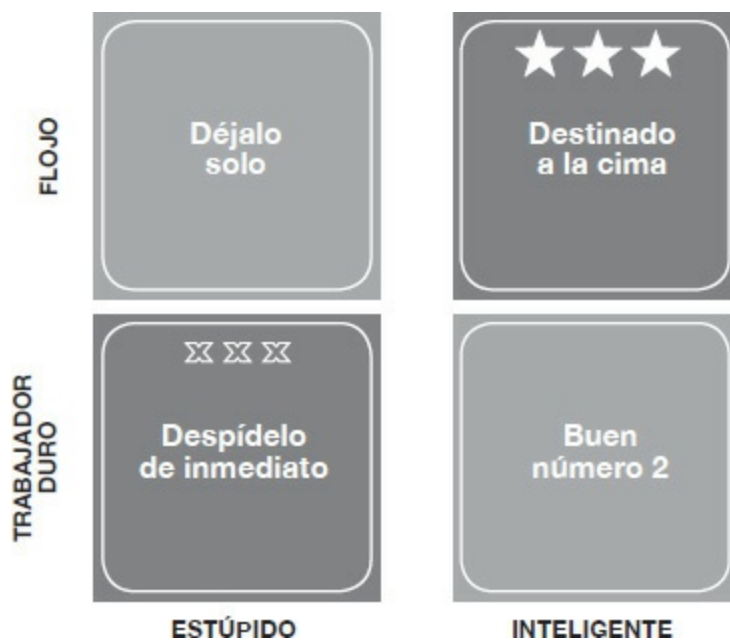 FLOJO
Déjalo
solo
Destinado
a la cima
TRABAJADOR
DURO
Despídelo
de inmediato
Buen
número 2
ESTÚPIDO
INTELIGENTE